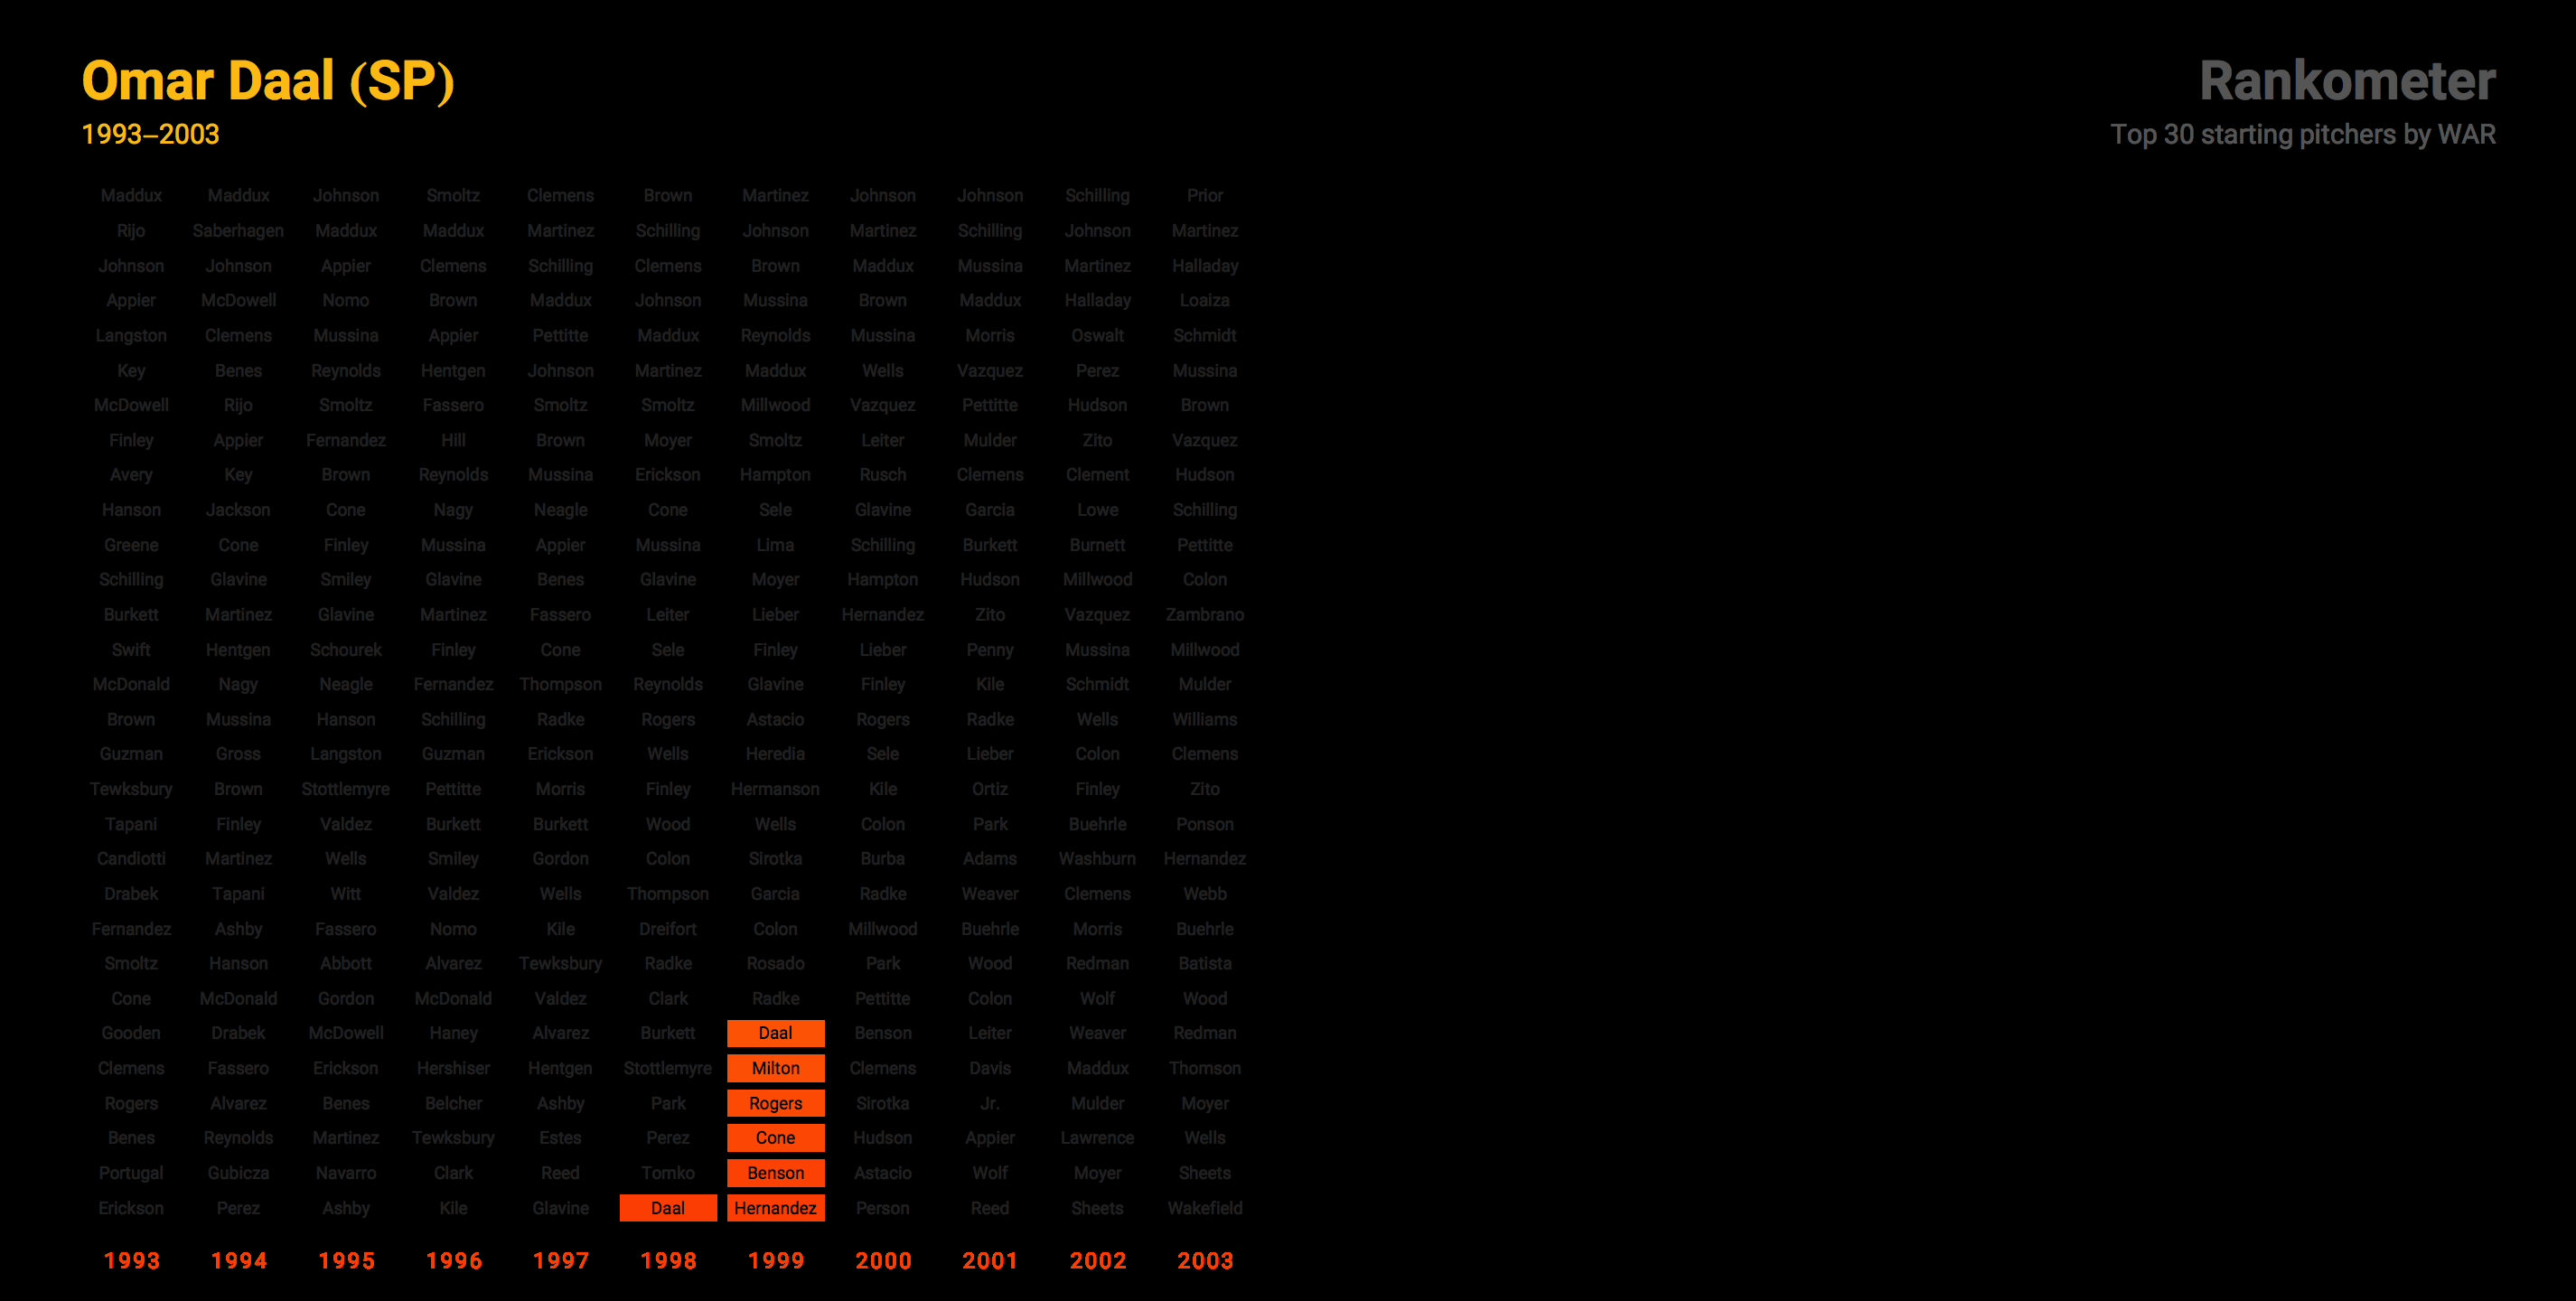 Omar Daal (SP)
1993–2003
Rankometer
Top 30 starting pitchers by WAR
Maddux Maddux Johnson Smoltz Clemens Brown Martinez Johnson Johnson Schilling Prior
Rijo Saberhagen Maddux Maddux Martinez Schilling Johnson Martinez Schilling Johnson Martinez
Johnson Johnson Appier Clemens Schilling Clemens Brown Maddux Mussina Martinez Halladay
Appier McDowell Nomo Brown Maddux Johnson Mussina Brown Maddux Halladay Loaiza
Langston Clemens Mussina Appier Pettitte Maddux Reynolds Mussina Morris Oswalt Schmidt
Key Benes Reynolds Hentgen Johnson Martinez Maddux Wells Vazquez Perez Mussina
McDowell Rijo Smoltz Fassero Smoltz Smoltz Millwood Vazquez Pettitte Hudson Brown
Finley Appier Fernandez Hill Brown Moyer Smoltz Leiter Mulder Zito Vazquez
Avery Key Brown Reynolds Mussina Erickson Hampton Rusch Clemens Clement Hudson
Hanson Jackson Cone Nagy Neagle Cone Sele Glavine Garcia Lowe Schilling
Greene Cone Finley Mussina Appier Mussina Lima Schilling Burkett Burnett Pettitte
Schilling Glavine Smiley Glavine Benes Glavine Moyer Hampton Hudson Millwood Colon
Burkett Martinez Glavine Martinez Fassero Leiter Lieber Hernandez Zito Vazquez Zambrano
Swift Hentgen Schourek Finley Cone Sele Finley Lieber Penny Mussina Millwood
McDonald Nagy Neagle Fernandez Thompson Reynolds Glavine Finley Kile Schmidt Mulder
Brown Mussina Hanson Schilling Radke Rogers Astacio Rogers Radke Wells Williams
Guzman Gross Langston Guzman Erickson Wells Heredia Sele Lieber Colon Clemens
Tewksbury Brown Stottlemyre Pettitte Morris Finley Hermanson Kile Ortiz Finley Zito
Tapani Finley Valdez Burkett Burkett Wood Wells Colon Park Buehrle Ponson
Candiotti Martinez Wells Smiley Gordon Colon Sirotka Burba Adams Washburn Hernandez
Drabek Tapani Witt Valdez Wells Thompson Garcia Radke Weaver Clemens Webb
Fernandez Ashby Fassero Nomo Kile Dreifort Colon Millwood Buehrle Morris Buehrle
Smoltz Hanson Abbott Alvarez Tewksbury Radke Rosado Park Wood Redman Batista
Cone McDonald Gordon McDonald Valdez Clark Radke Pettitte Colon Wolf Wood
Gooden Drabek McDowell Haney Alvarez Burkett Daal Benson Leiter Weaver Redman
Clemens Fassero Erickson Hershiser Hentgen Stottlemyre Milton Clemens Davis Maddux Thomson
Rogers Alvarez Benes Belcher Ashby Park Rogers Sirotka Jr. Mulder Moyer
Benes Reynolds Martinez Tewksbury Estes Perez Cone Hudson Appier Lawrence Wells
Portugal Gubicza Navarro Clark Reed Tomko Benson Astacio Wolf Moyer Sheets
Erickson Perez Ashby Kile Glavine Daal Hernandez Person Reed Sheets Wakefield
1993 1994 1995 1996 1997 1998 1999 2000 2001 2002 2003